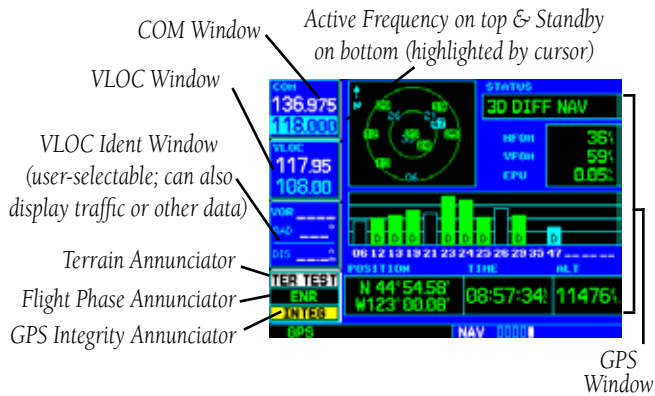 COM Window
Active Frequency on top & Standby
on bottom (highlighted by cursor)
VLOC Window
VLOC Ident Window
(user-selectable; can also
display traffic or other data)
Terrain Annunciator
Flight Phase Annunciator
GPS Integrity Annunciator
GPS
Window
COM
136.975
118.000
VLOC
117.95
108.00
VOR _ _ _ _
RAD _ _ _°
DIS _ _ _
TER TEST
ENR
INTEG
GPS
N
06
STATUS
3D DIFF NAV
HFOM 36
VFOM 59
EPU 0.05
D D D D D D D D
06 12 13 19 21 23 24 25 26 29 35 47 _ _ _ _
POSITION TIME ALT
N 44°54.58'
W123°00.08'
08:57:34
11476
NAV